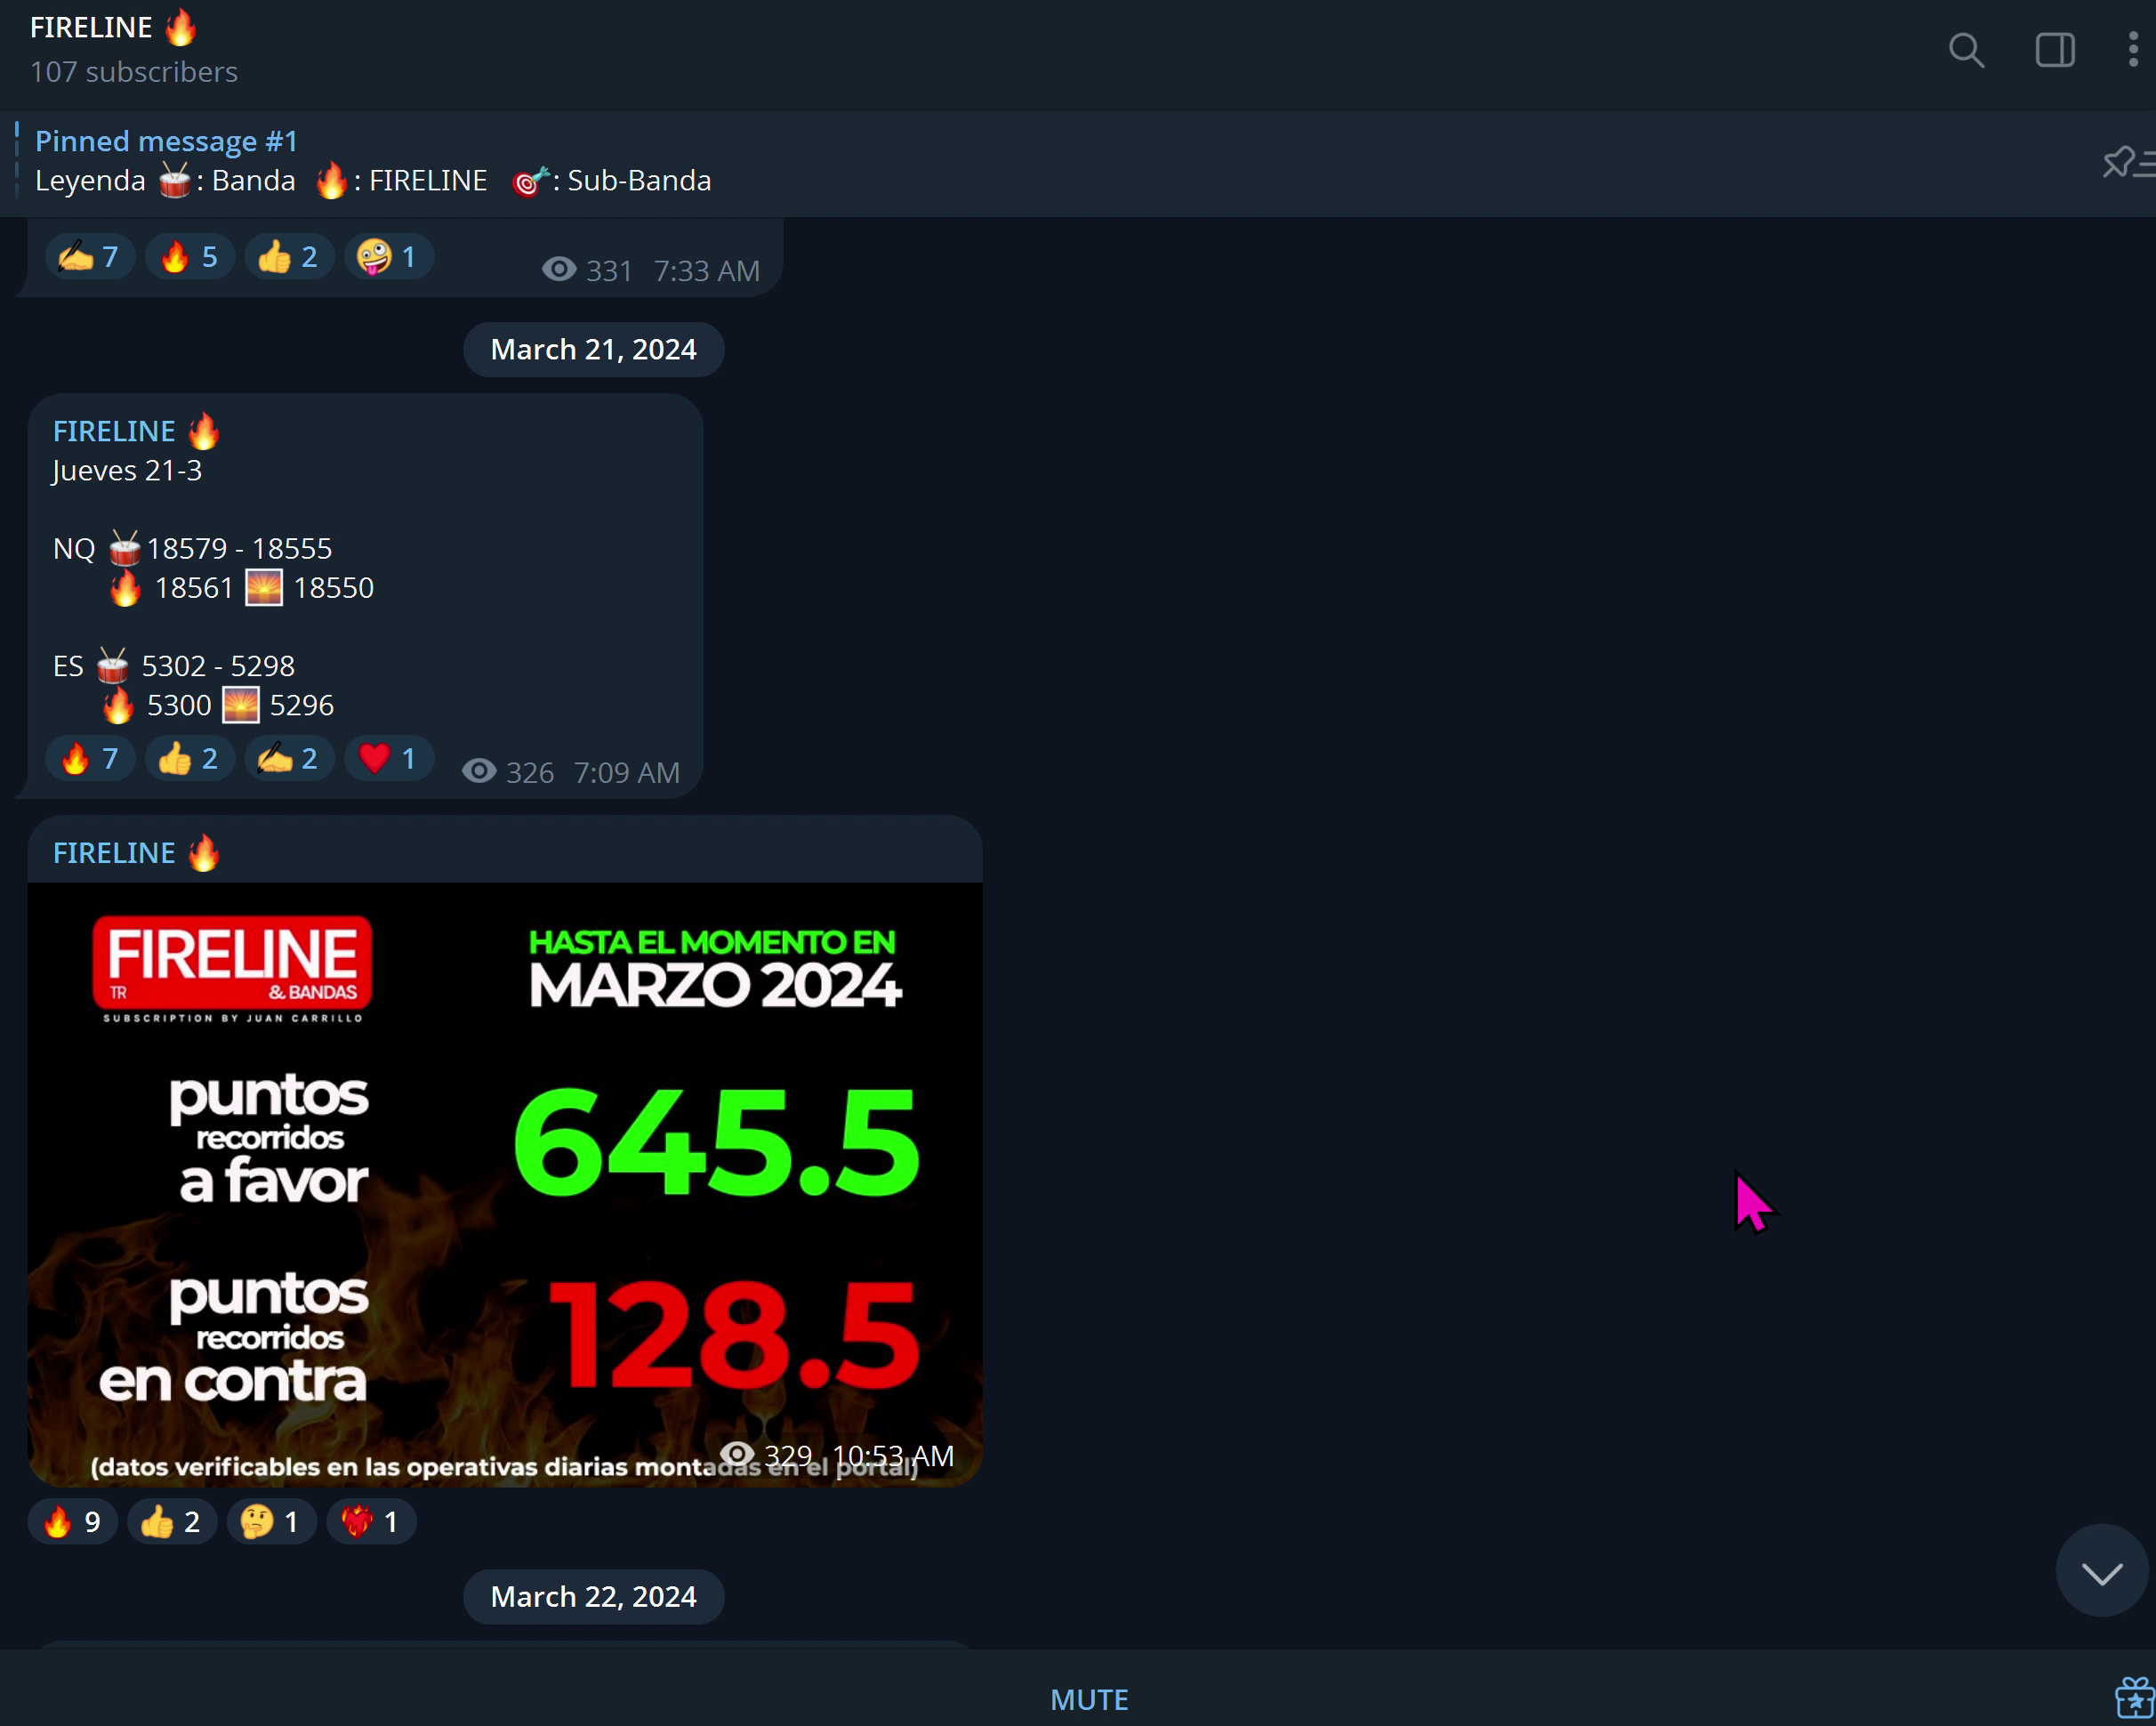 FIRELINE 🔥
107 subscribers
Pinned message #1
Leyenda 🥁: Banda 🔥: FIRELINE 🎯: Sub-Banda
✍️ 7 🔥 5 👍 2 🤪 1 331 7:33 AM
March 21, 2024
FIRELINE 🔥
Jueves 21-3
NQ 🥁18579 - 18555
🔥 18561 🌅 18550
ES 🥁 5302 - 5298
🔥 5300 🌅 5296
🔥 7 👍 2 ✍️ 2 ❤️ 1 326 7:09 AM
FIRELINE 🔥
FIRELINE
TR & BANDAS
SUBSCRIPTION BY JUAN CARRILLO
HASTA EL MOMENTO EN
MARZO 2024
puntos
recorridos
a favor
645.5
puntos
recorridos
en contra
128.5
(datos verificables en las operativas diarias montadas en el portal)
329 10:53 AM
🔥 9 👍 2 🤔 1 ❤️‍🔥 1
March 22, 2024
MUTE